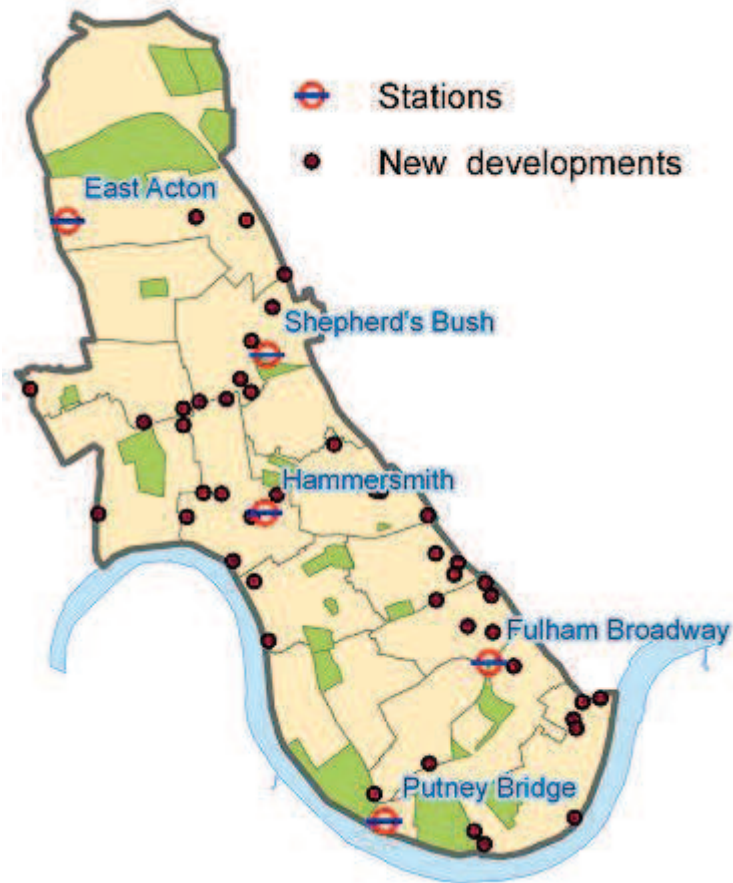 Stations
New developments
East Acton
Shepherd's Bush
Hammersmith
Fulham Broadway
Putney Bridge